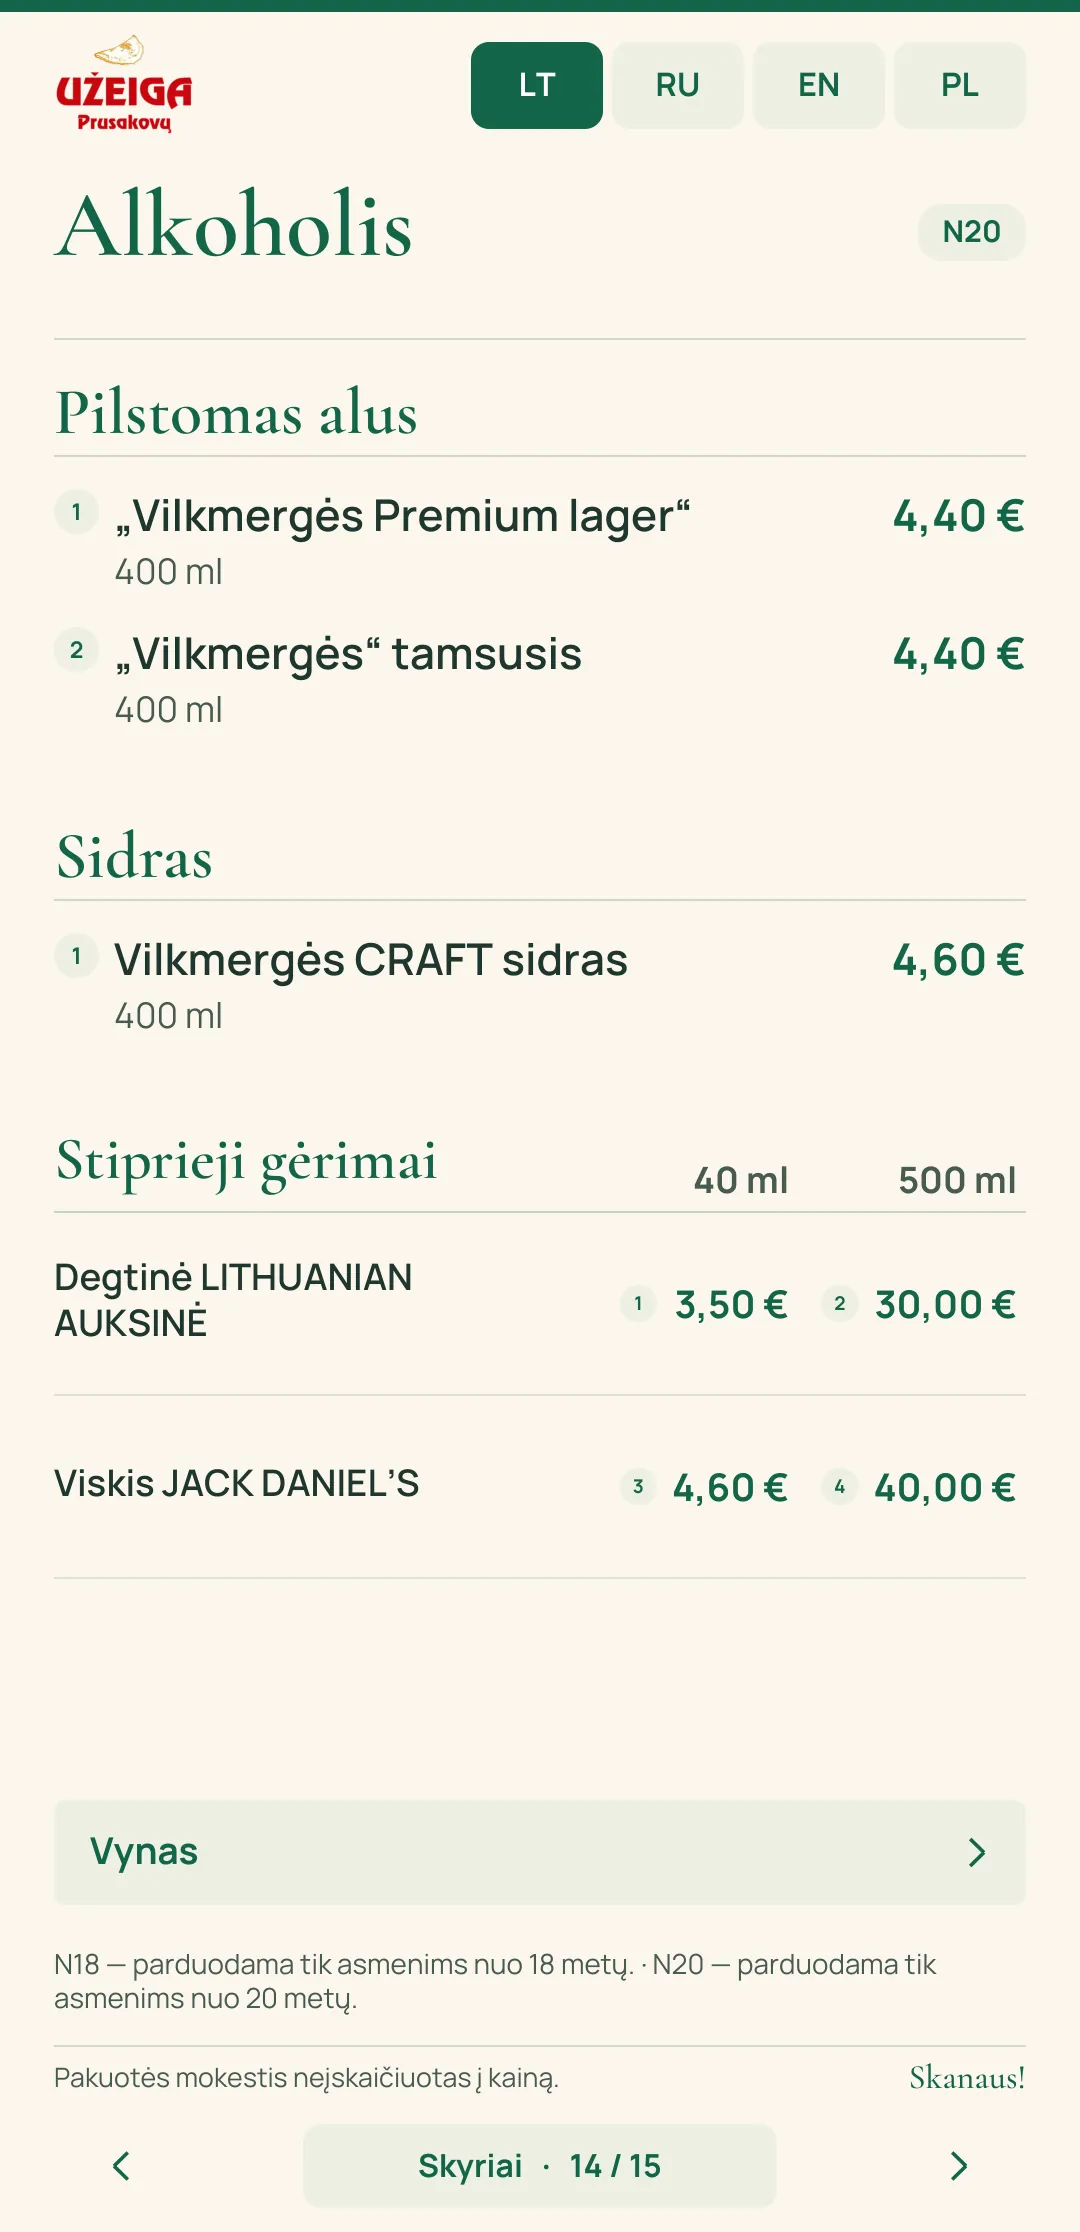 UŽEIGA
Prusakovų
LT RU EN PL
Alkoholis
N20
Pilstomas alus
1 „Vilkmergės Premium lager“ 4,40 €
400 ml
2 „Vilkmergės“ tamsusis 4,40 €
400 ml
Sidras
1 Vilkmergės CRAFT sidras 4,60 €
400 ml
Stiprieji gėrimai 40 ml 500 ml
Degtinė LITHUANIAN
AUKSINĖ
1 3,50 € 2 30,00 €
Viskis JACK DANIEL’S 3 4,60 € 4 40,00 €
Vynas
N18 — parduodama tik asmenims nuo 18 metų. · N20 — parduodama tik
asmenims nuo 20 metų.
Pakuotės mokestis neįskaičiuotas į kainą. Skanaus!
Skyriai · 14 / 15